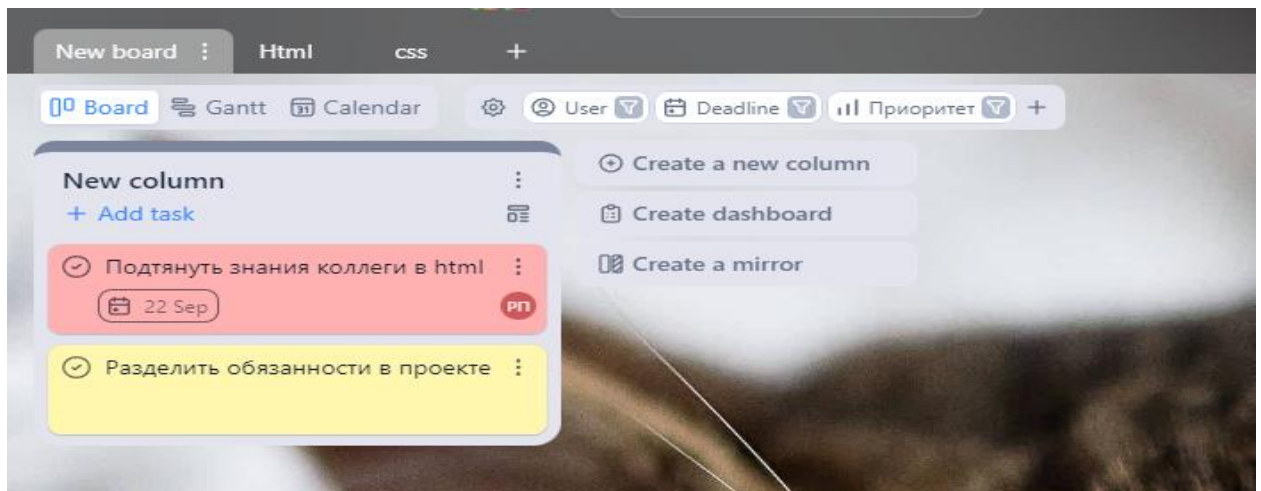 New board Html css +
Board Gantt 31 Calendar User Deadline Приоритет +
New column
+ Add task
Подтянуть знания коллеги в html
22 Sep РП
Разделить обязанности в проекте
Create a new column
Create dashboard
Create a mirror